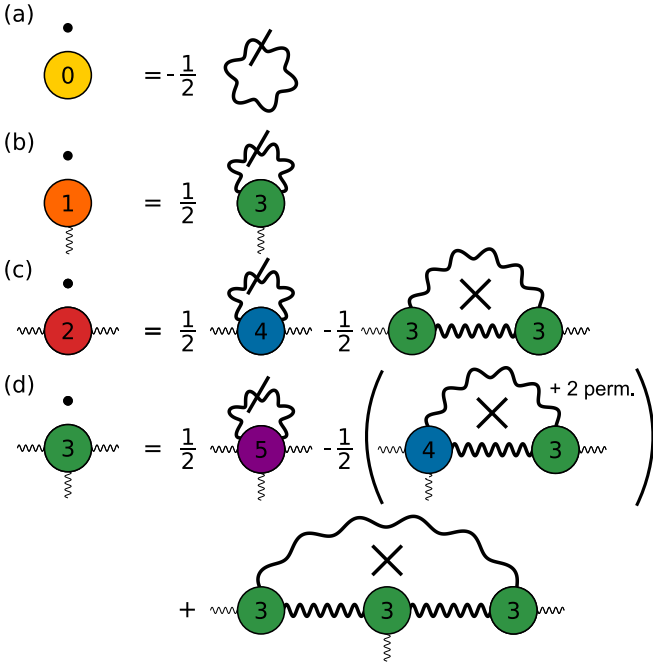 (a)
0 = - 1/2
(b)
1 = 1/2 3
(c)
2 = 1/2 4 - 1/2 3 3
(d)
3 = 1/2 5 - 1/2 ( 4 3 + 2 perm. )
+ 3 3 3